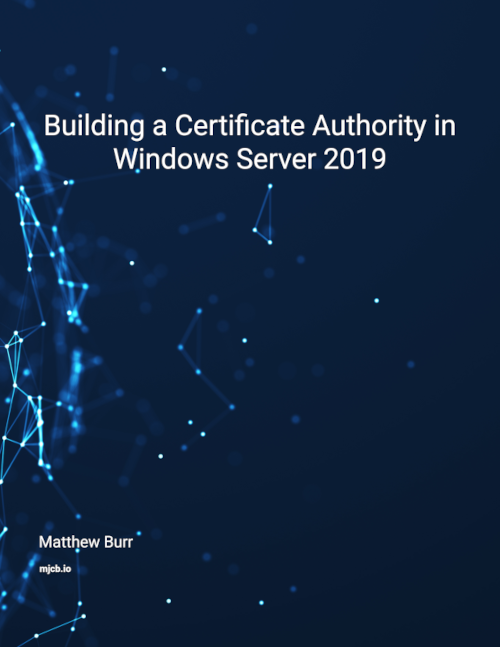 Building a Certificate Authority in
Windows Server 2019
Matthew Burr
mjcb.io